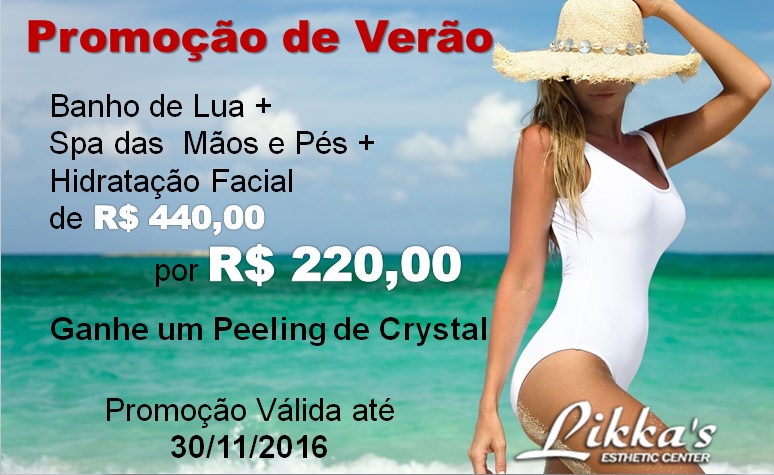 Promoção de Verão
Banho de Lua +
Spa das Mãos e Pés +
Hidratação Facial
de R$ 440,00
por R$ 220,00
Ganhe um Peeling de Crystal
Promoção Válida até
30/11/2016
Likka's
ESTHETIC CENTER